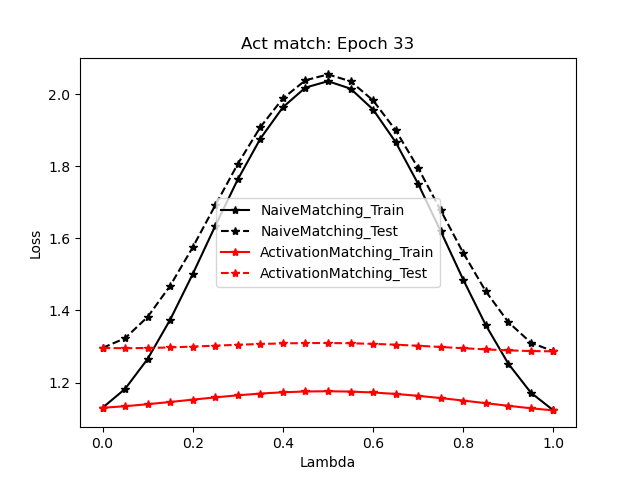 Act match: Epoch 33
Loss
2.0
1.8
1.6
1.4
1.2
NaiveMatching_Train
NaiveMatching_Test
ActivationMatching_Train
ActivationMatching_Test
0.0 0.2 0.4 0.6 0.8 1.0
Lambda